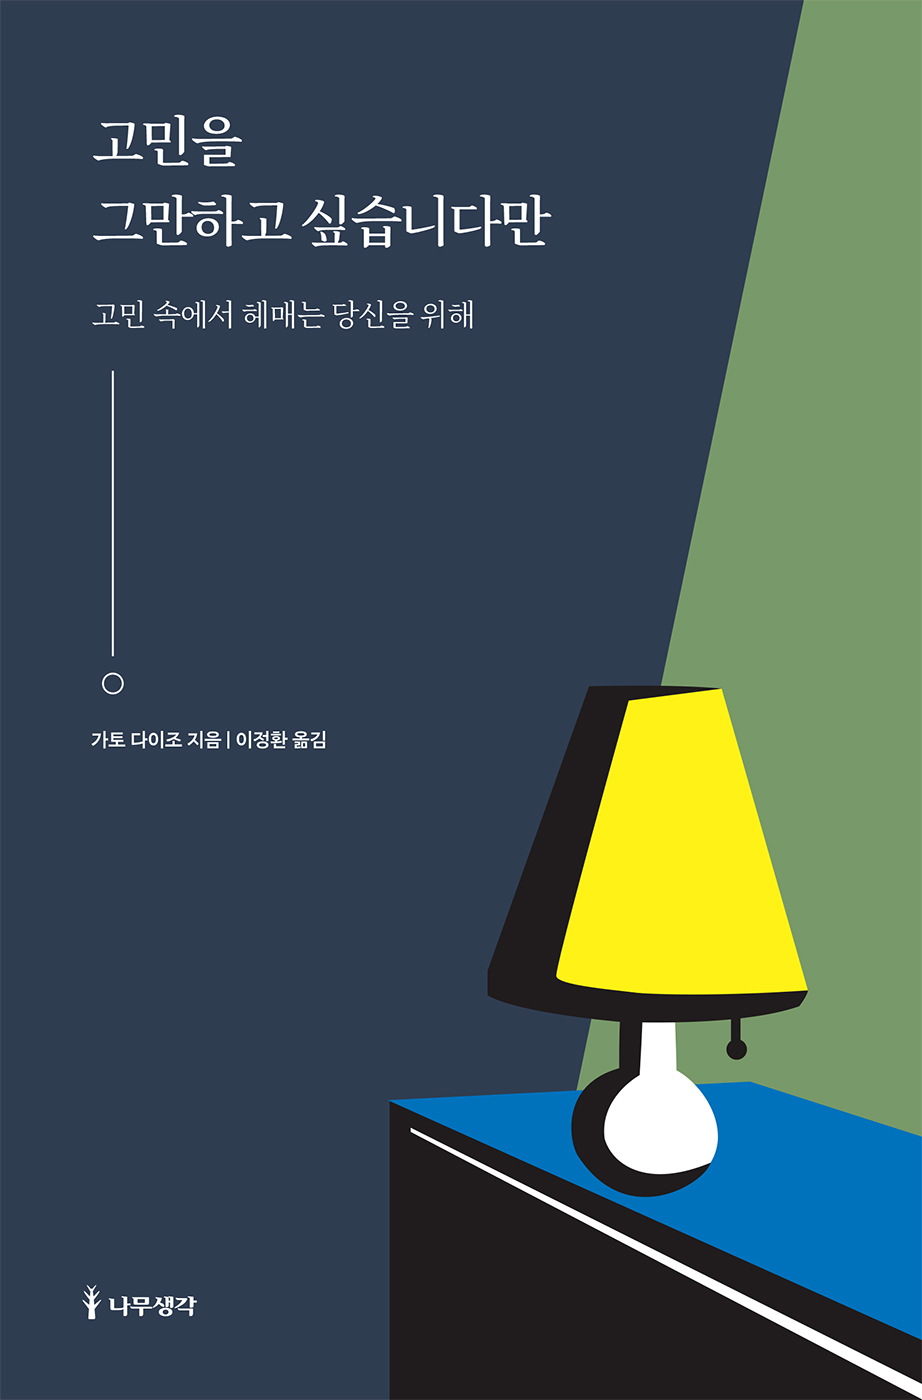 고민을
그만하고 싶습니다만
고민 속에서 헤매는 당신을 위해
가토 다이조 지음 | 이정환 옮김
나무생각